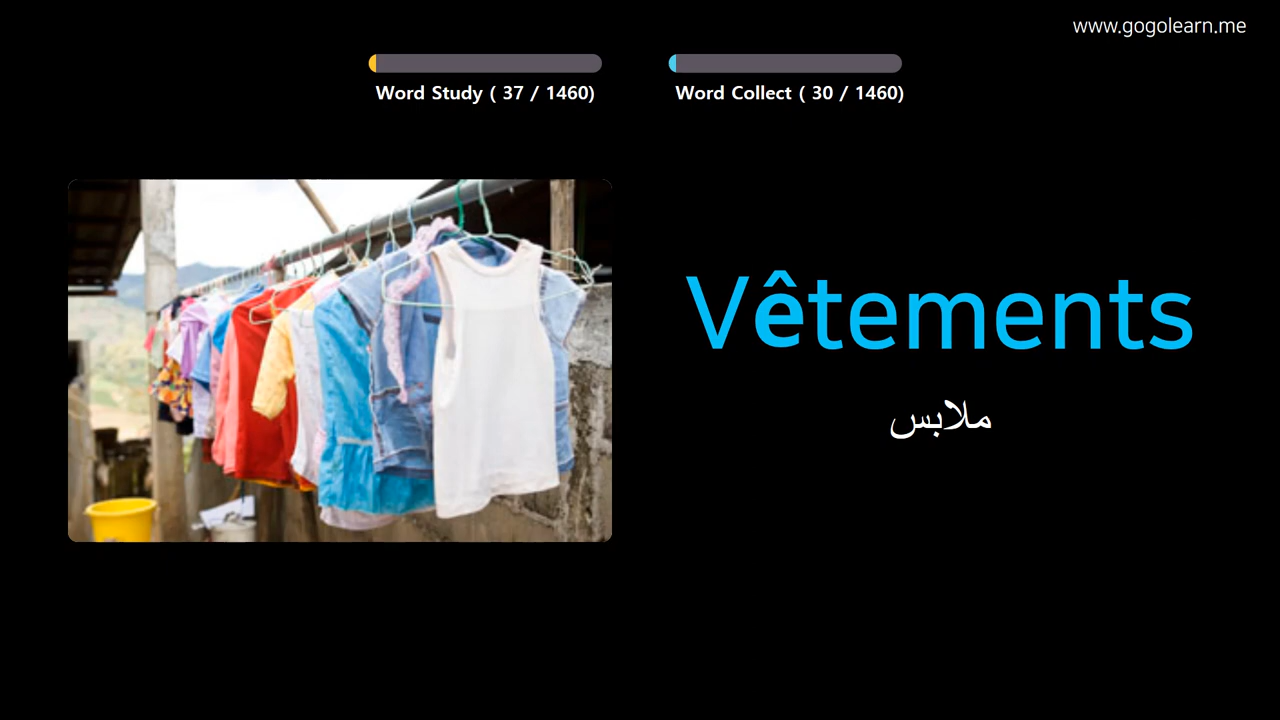 www.gogolearn.me
Word Study ( 37 / 1460)
Word Collect ( 30 / 1460)
Vêtements
ملابس